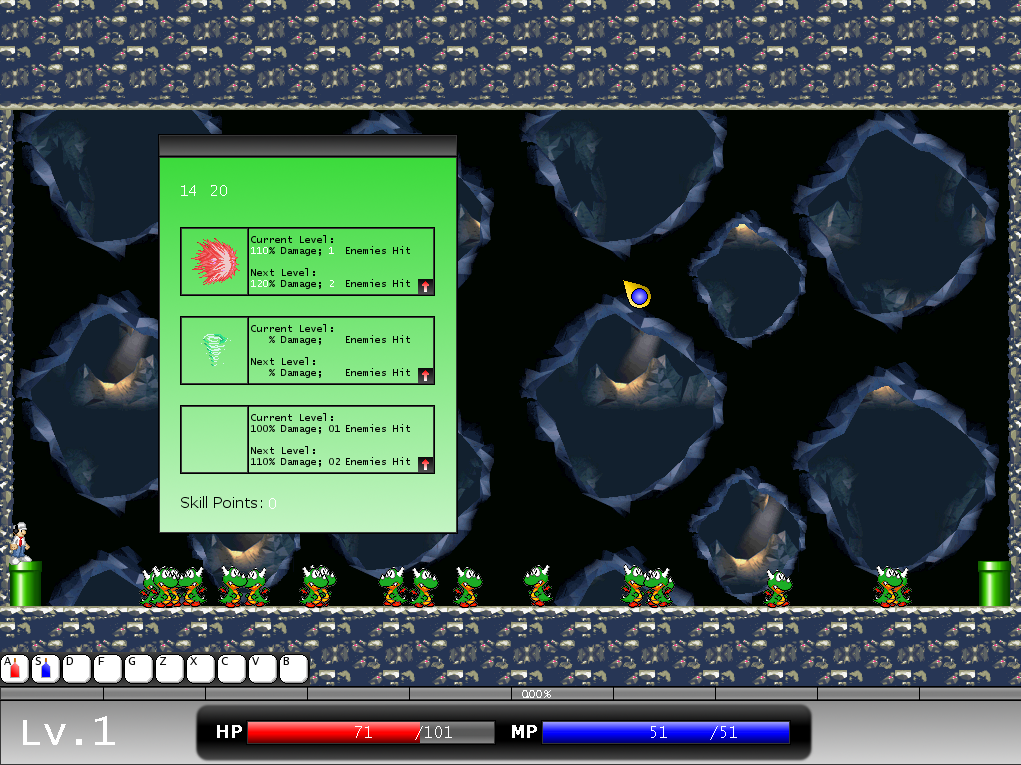 14 20
Current Level:
110% Damage; 1 Enemies Hit
Next Level:
120% Damage; 2 Enemies Hit
Current Level:
% Damage; Enemies Hit
Next Level:
% Damage; Enemies Hit
Current Level:
100% Damage; 01 Enemies Hit
Next Level:
110% Damage; 02 Enemies Hit
Skill Points: 0
A S D F G Z X C V B
0.00%
Lv.1 HP 71 /101 MP 51 /51